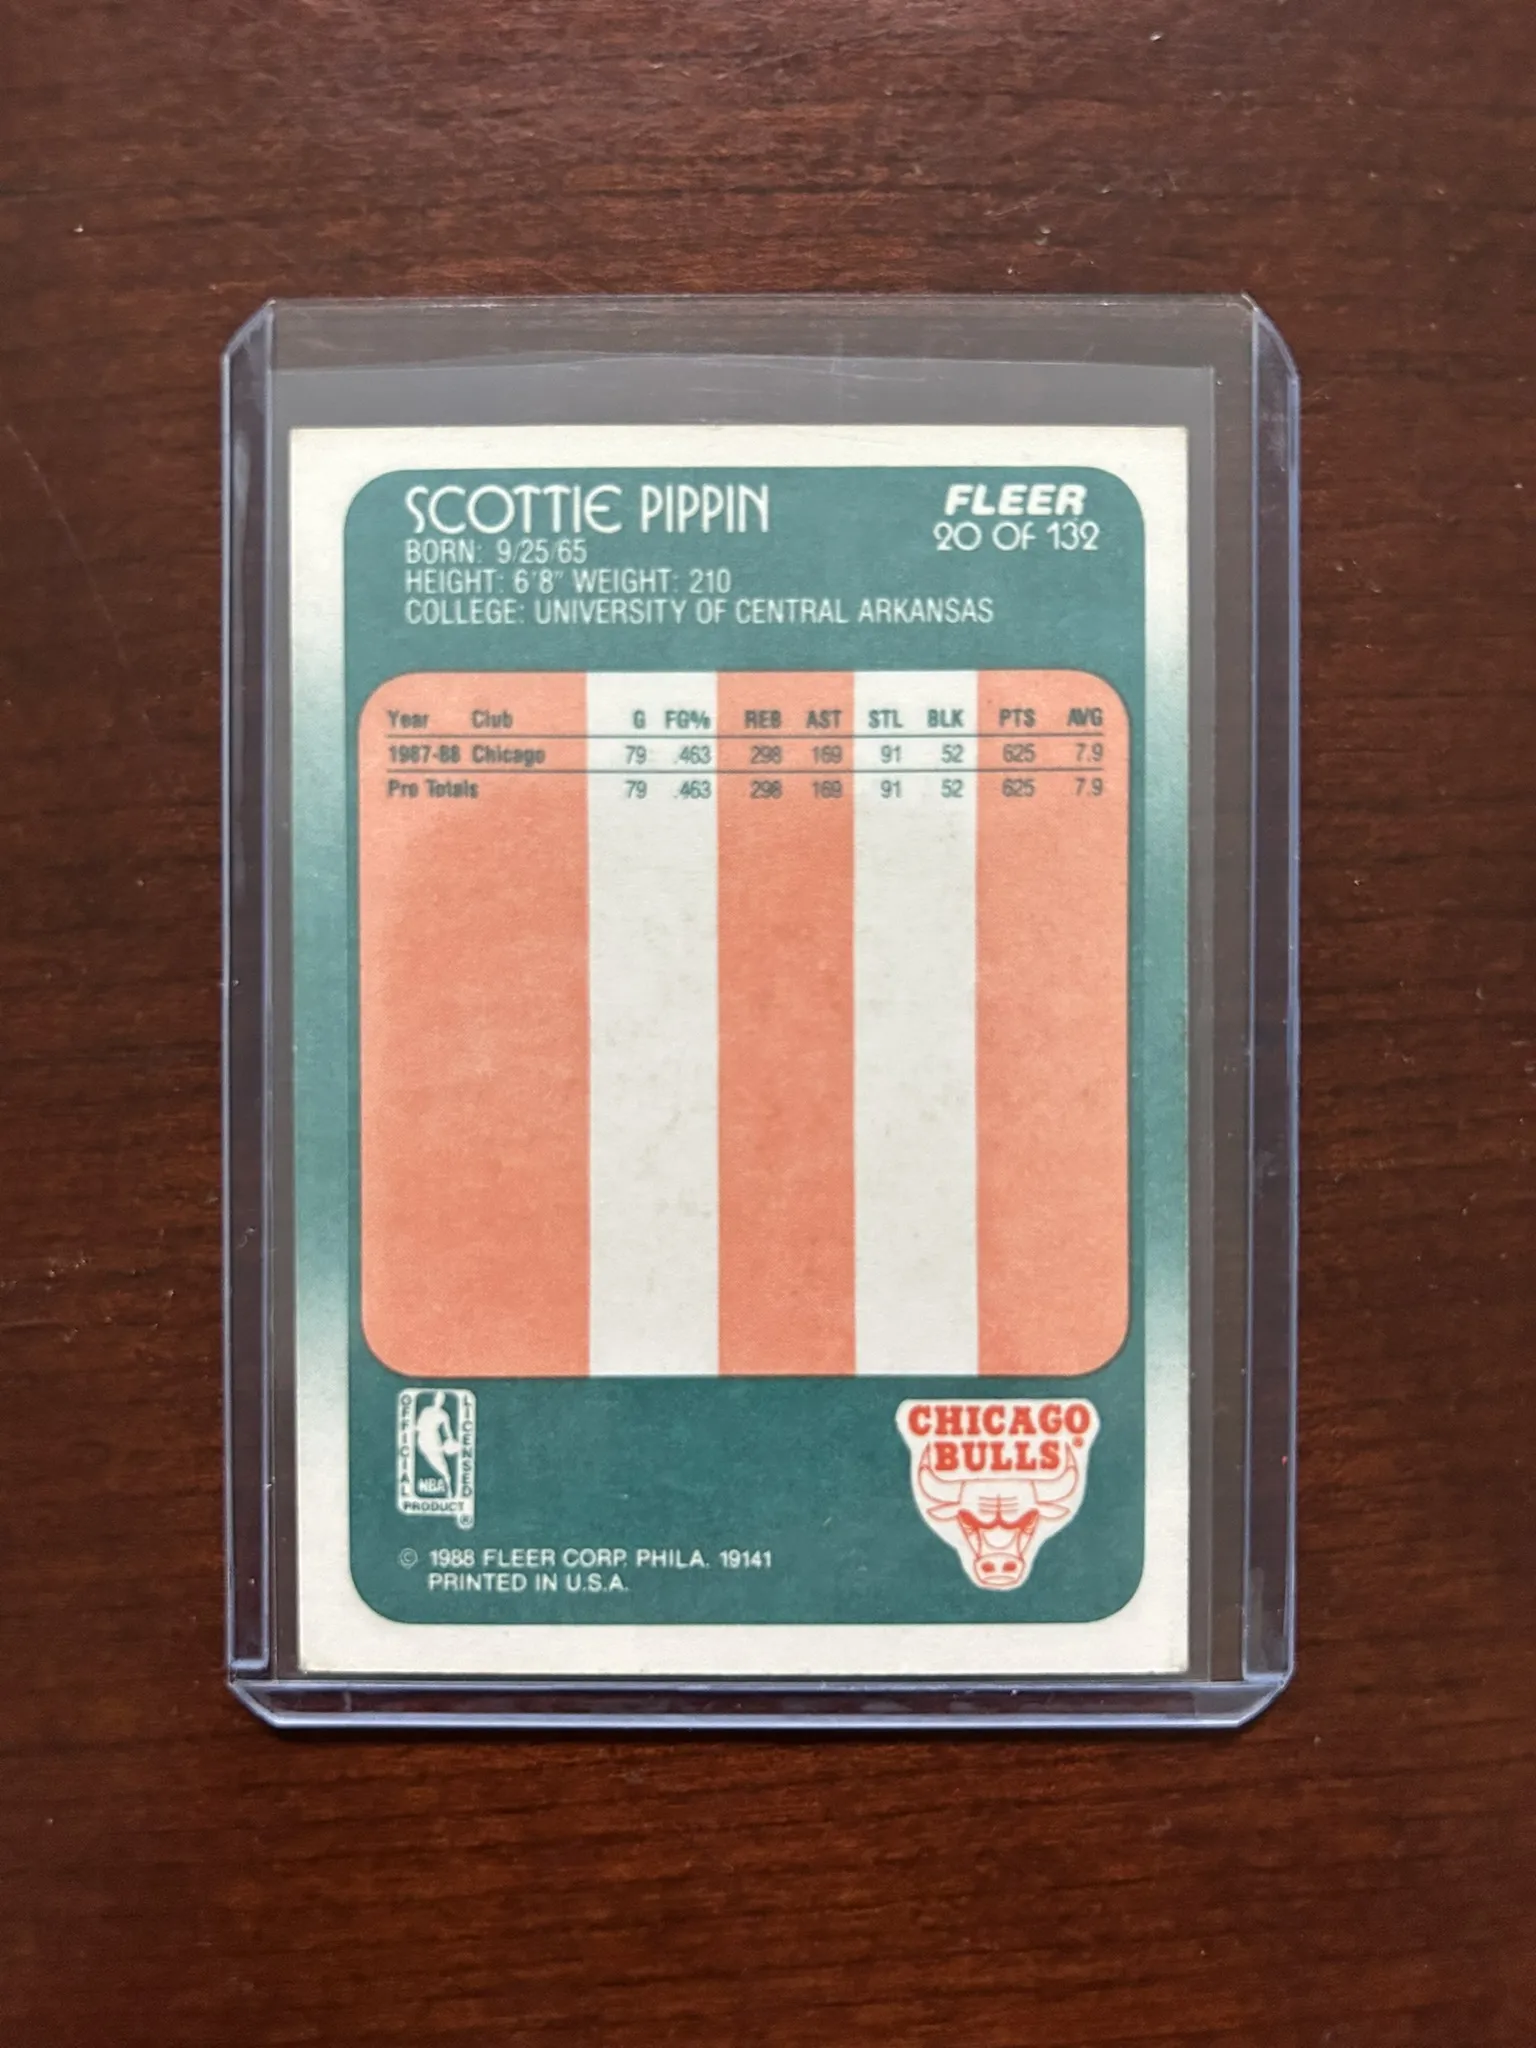 SCOTTIE PIPPIN
FLEER
20 OF 132
BORN: 9/25/65
HEIGHT: 6'8" WEIGHT: 210
COLLEGE: UNIVERSITY OF CENTRAL ARKANSAS
Year Club G FG% REB AST STL BLK PTS AVG
1987-88 Chicago 79 .463 298 169 91 52 625 7.9
Pro Totals 79 .463 298 169 91 52 625 7.9
OFFICIAL LICENSED
NBA
PRODUCT
®
CHICAGO
BULLS®
© 1988 FLEER CORP. PHILA. 19141
PRINTED IN U.S.A.